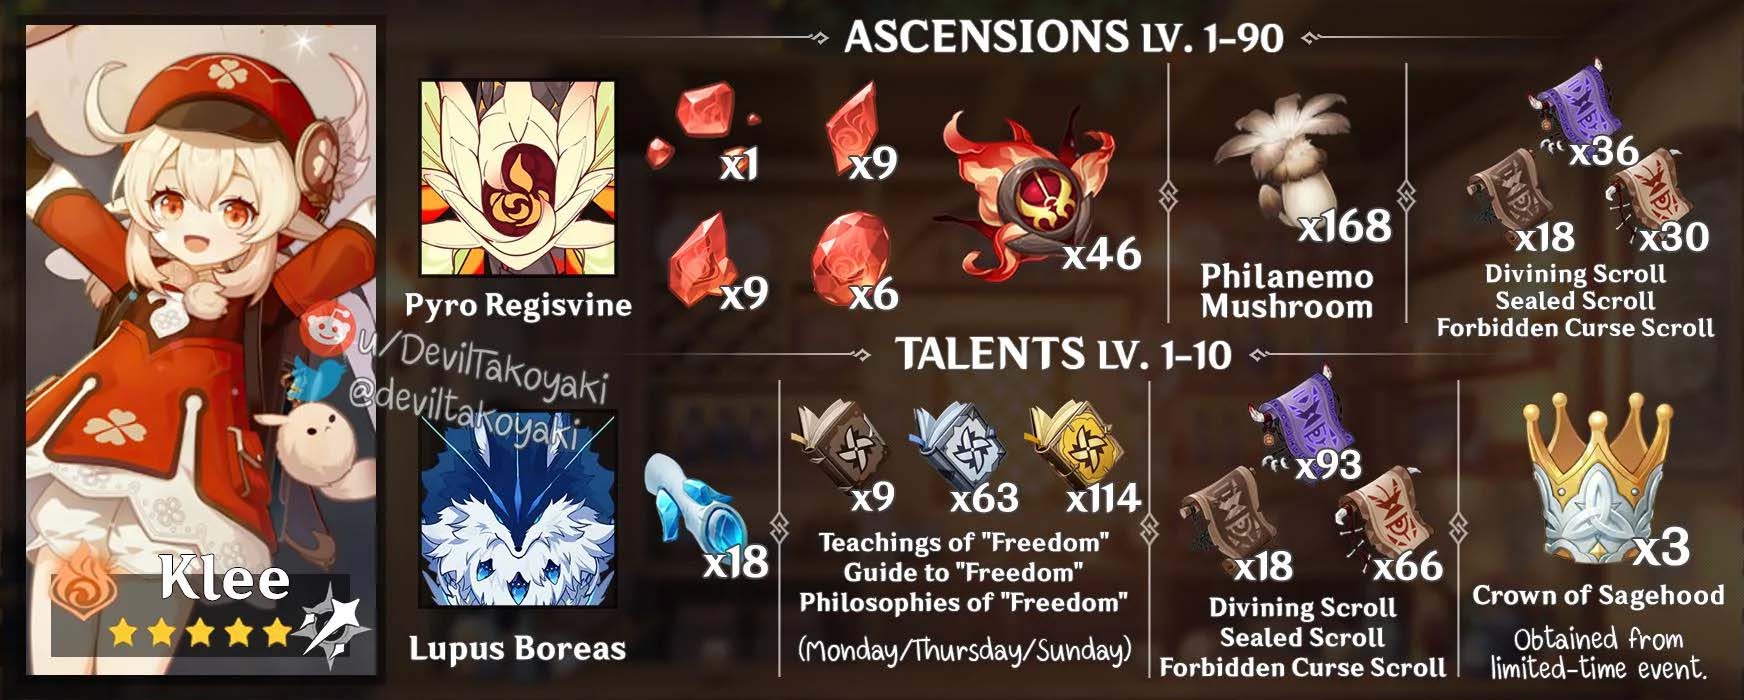 ASCENSIONS LV. 1-90
x1
x9
x9
x6
x46
Pyro Regisvine
x168
Philanemo
Mushroom
x36
x18
x30
Divining Scroll
Sealed Scroll
Forbidden Curse Scroll
u/DevilTakoyaki
@deviltakoyaki
Klee
TALENTS LV. 1-10
x18
Lupus Boreas
x9
x63
x114
Teachings of "Freedom"
Guide to "Freedom"
Philosophies of "Freedom"
(Monday/Thursday/Sunday)
x93
x18
x66
Divining Scroll
Sealed Scroll
Forbidden Curse Scroll
x3
Crown of Sagehood
Obtained from
limited-time event.